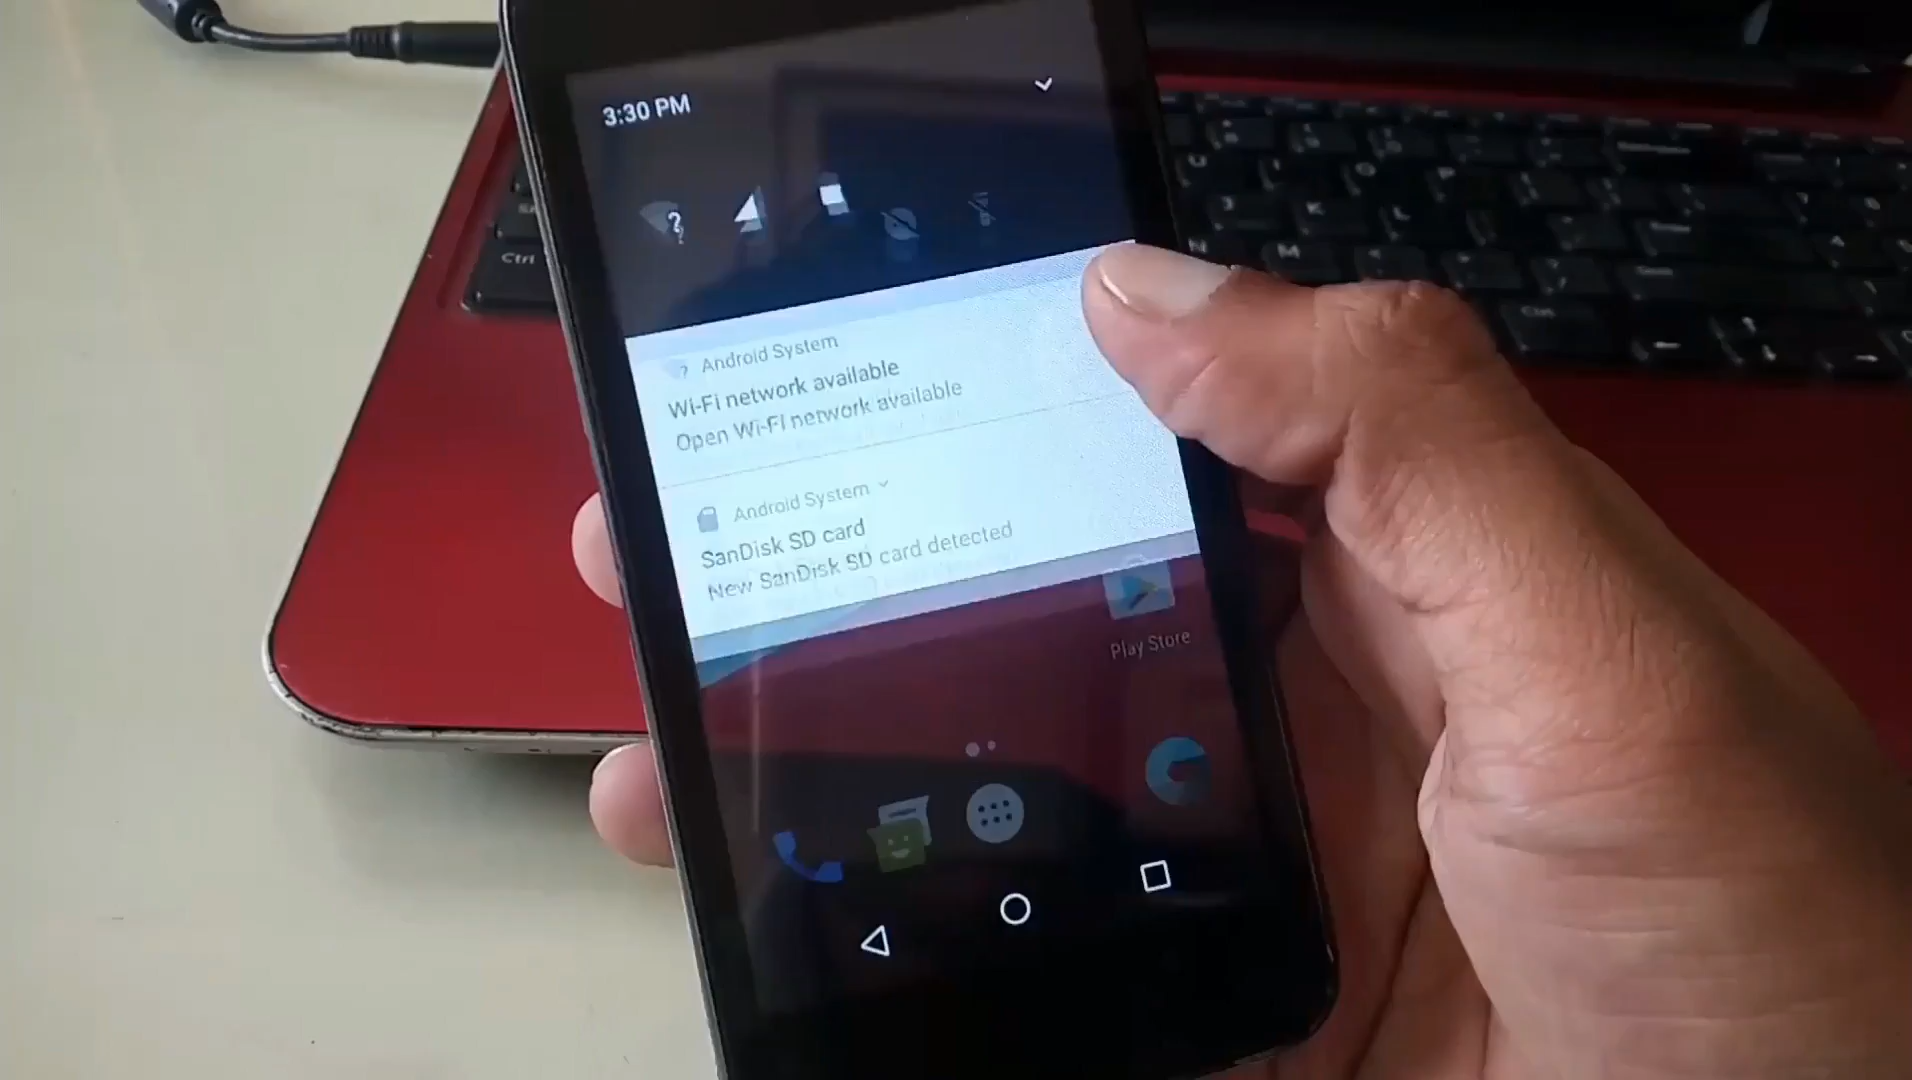 3:30 PM
Android System
Wi-Fi network available
Open Wi-Fi network available
Android System
SanDisk SD card
New SanDisk SD card detected
Play Store
Ctrl
U
O
P
J
K
L
N
M
Ctrl